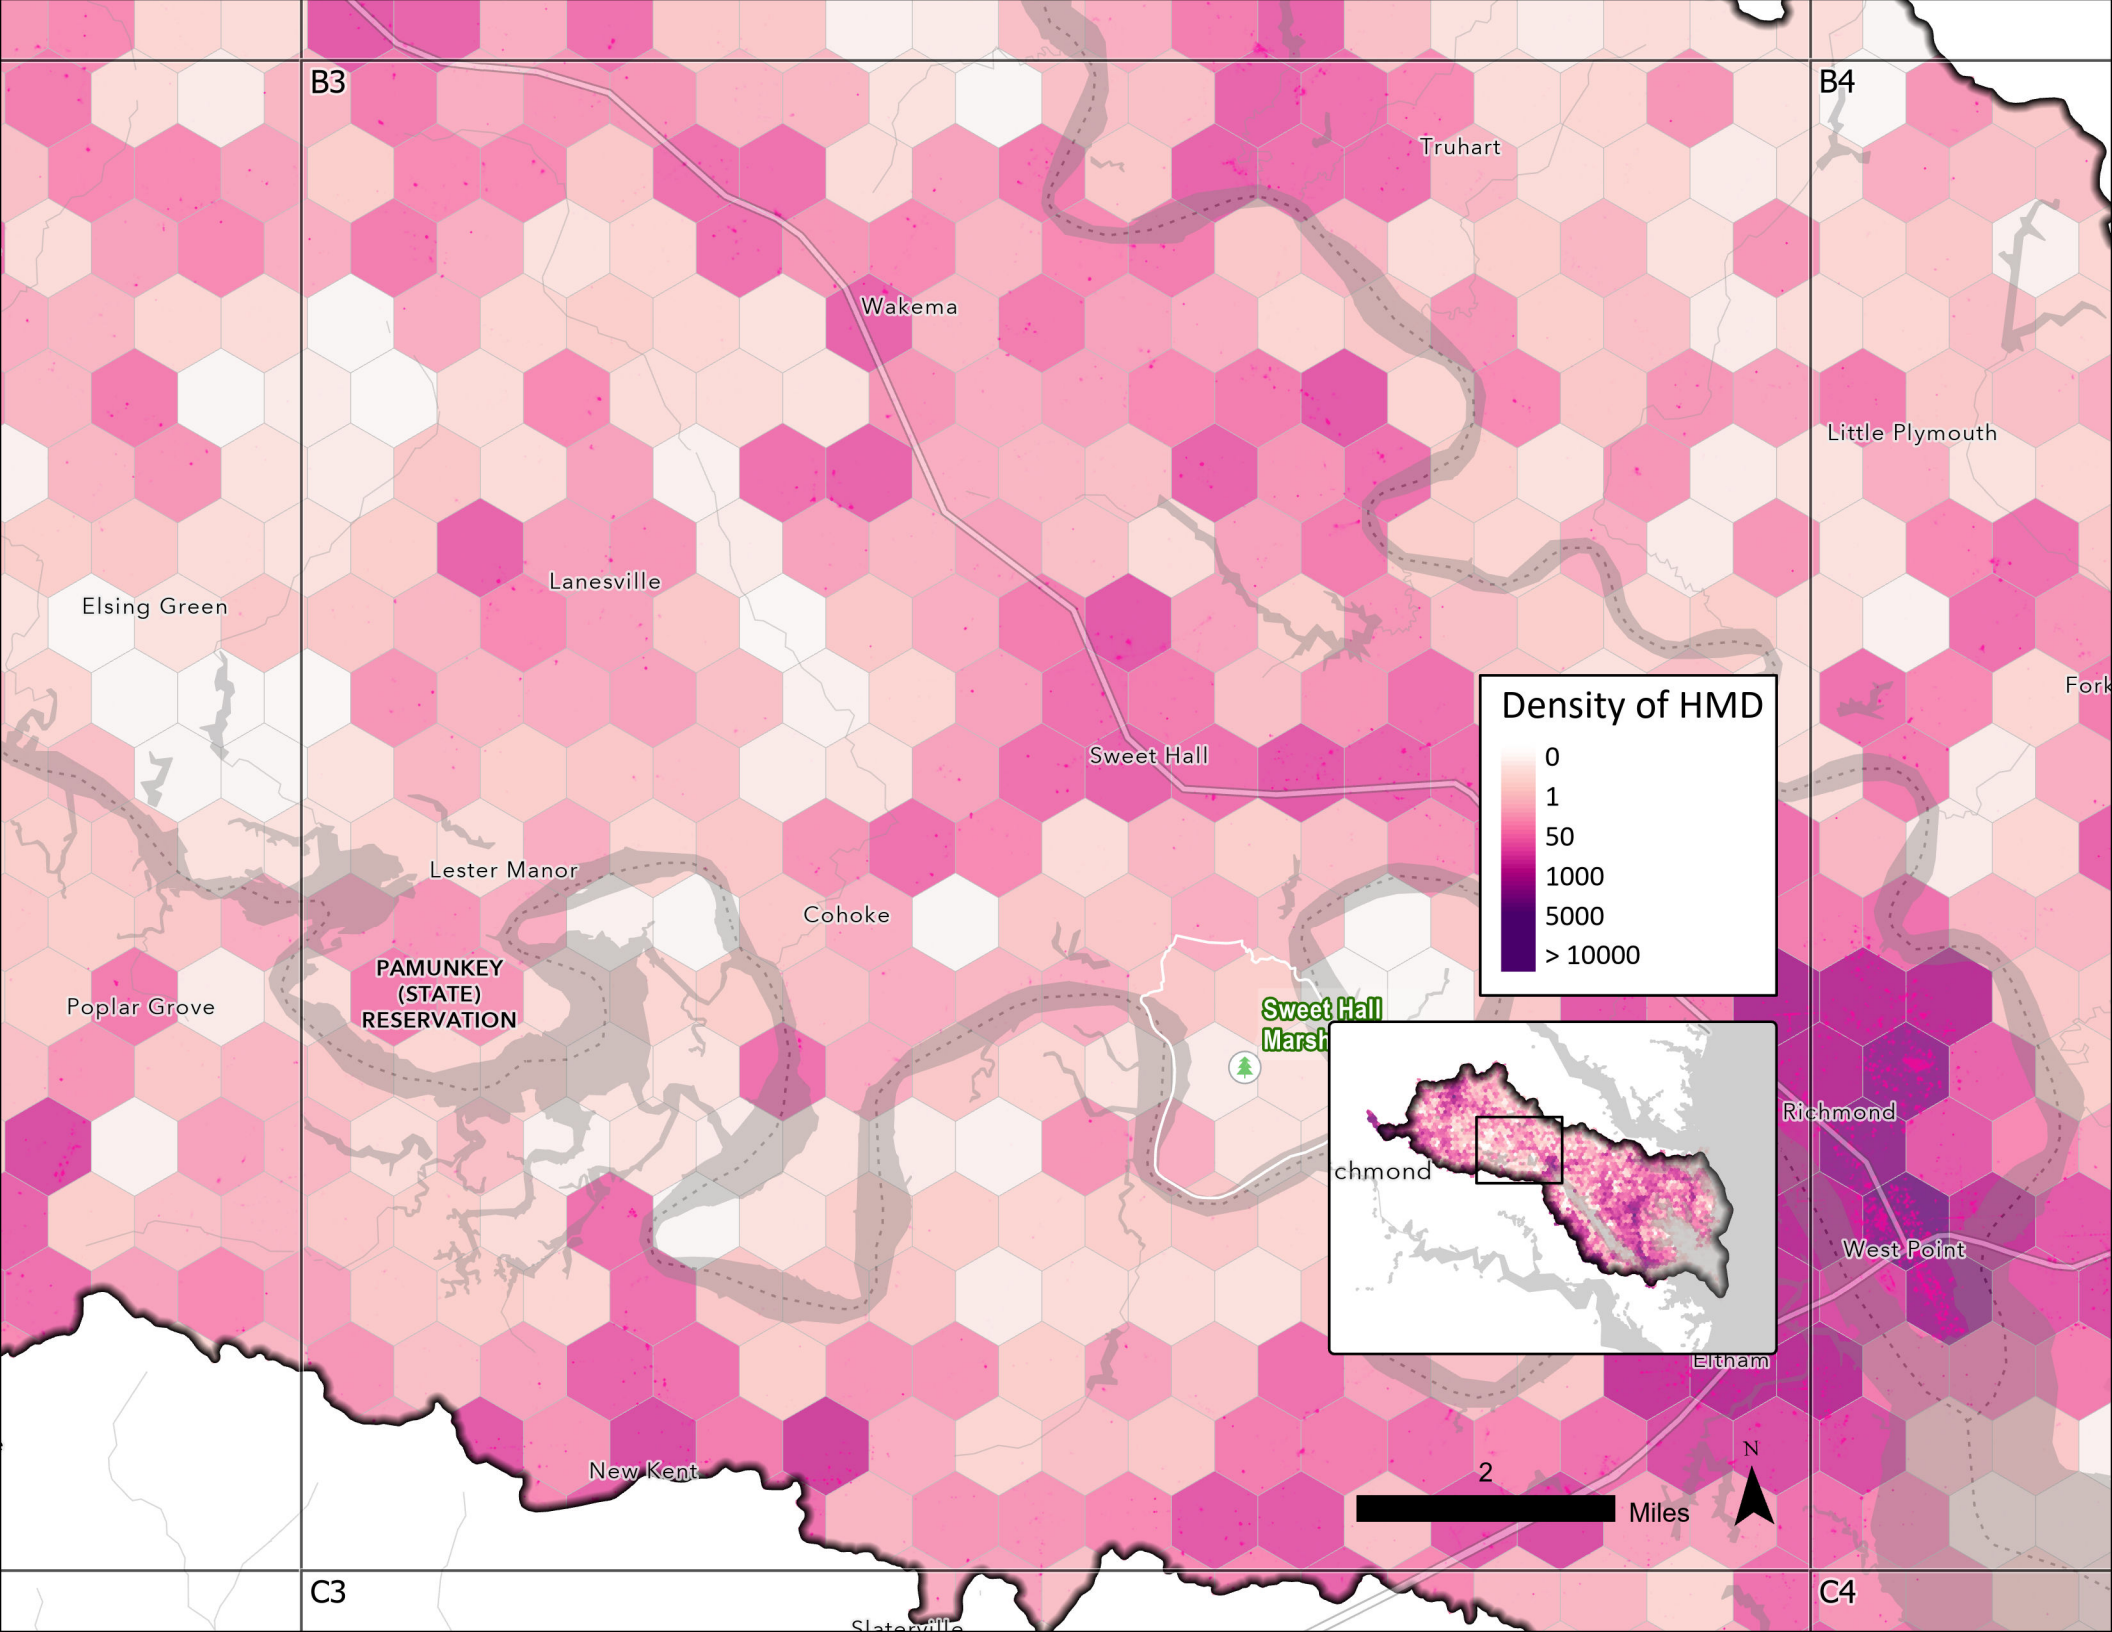 B3
B4
Truhart
Wakema
Little Plymouth
Lanesville
Elsing Green
Fork
Density of HMD
0
1
50
1000
5000
> 10000
Sweet Hall
Lester Manor
Cohoke
PAMUNKEY
(STATE)
RESERVATION
Poplar Grove
Sweet Hall
Marsh
Richmond
chmond
West Point
Eltham
New Kent
N
2
Miles
C3
C4
Slaterville